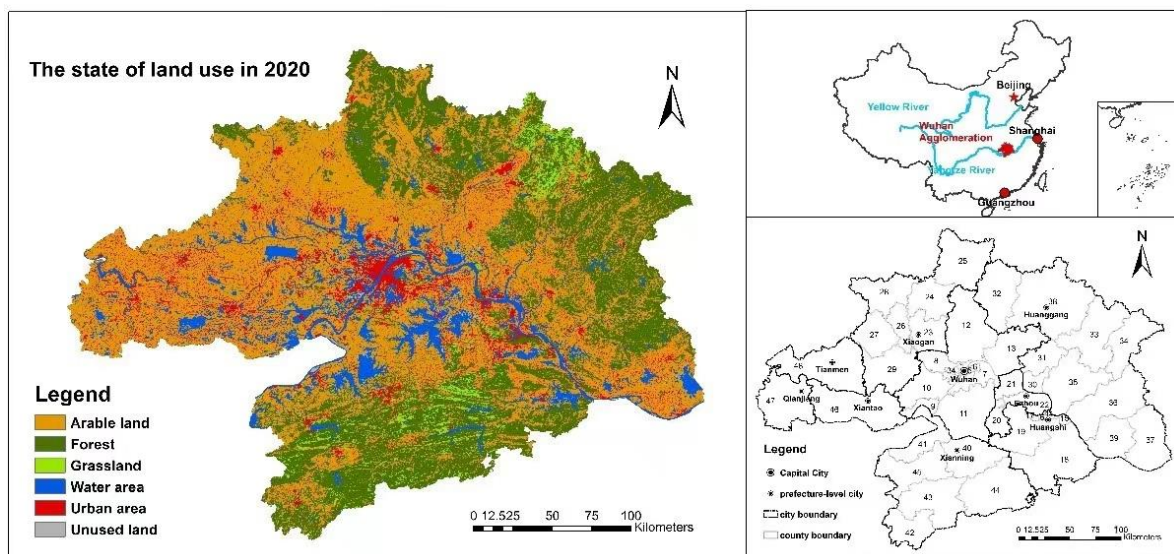 The state of land use in 2020
N
Legend
Arable land
Forest
Grassland
Water area
Urban area
Unused land
0 12.525 50 75 100
Kilometers
Beijing
Yellow River
Wuhan
Agglomeration
Shanghai
Yangtze River
Guangzhou
N
25
26
24
32
Huanggang
33
27
26
23
Xiaogan
12
34
13
31
Tianmen
29
8
Wuhan
7
35
47
Qianjiang
46
Xiantao
10
21
30
9
11
22
20
Huangshi
19
39
37
41
Xianning
40
18
43
44
42
Legend
Capital City
prefecture-level city
city boundary
county boundary
0 12.525 50 75 100
Kilometers